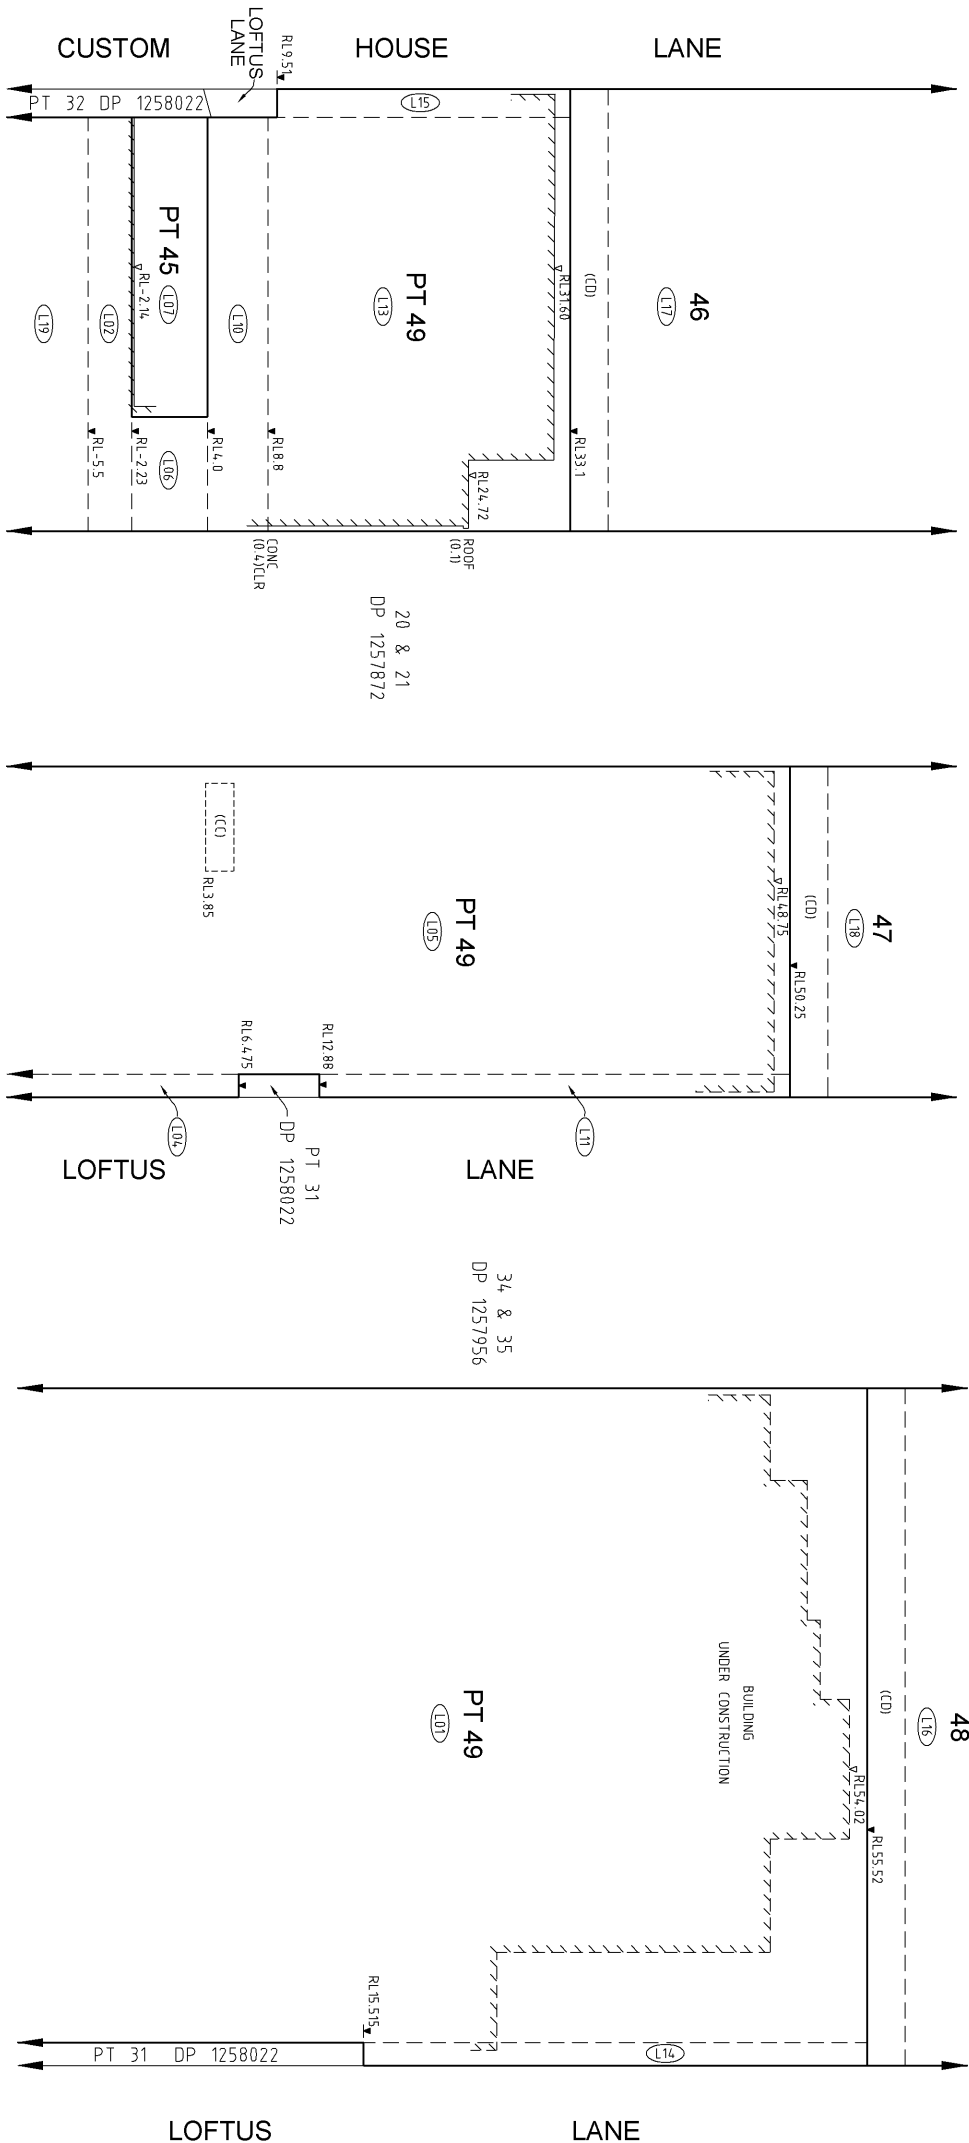 CUSTOM
HOUSE
LANE
LOFTUS
LANE
RL9.51
PT 32 DP 1258022
L15
PT 45
L07
RL-2.14
L19
L02
L10
PT 49
L13
RL31.60
(CD)
46
L17
RL-5.5
RL-2.23
L06
RL4.0
RL8.8
RL24.72
RL33.1
CONC
(0.4)CLR
ROOF
(0.1)
20 & 21
DP 1257872
(CC)
RL3.85
PT 49
L05
RL48.75
(CD)
47
L18
RL50.25
RL6.475
RL12.88
L04
PT 31
DP 1258022
L11
LOFTUS
LANE
34 & 35
DP 1257956
PT 49
L01
BUILDING
UNDER CONSTRUCTION
(CD)
48
L16
RL54.02
RL55.52
RL15.515
PT 31 DP 1258022
L14
LOFTUS
LANE